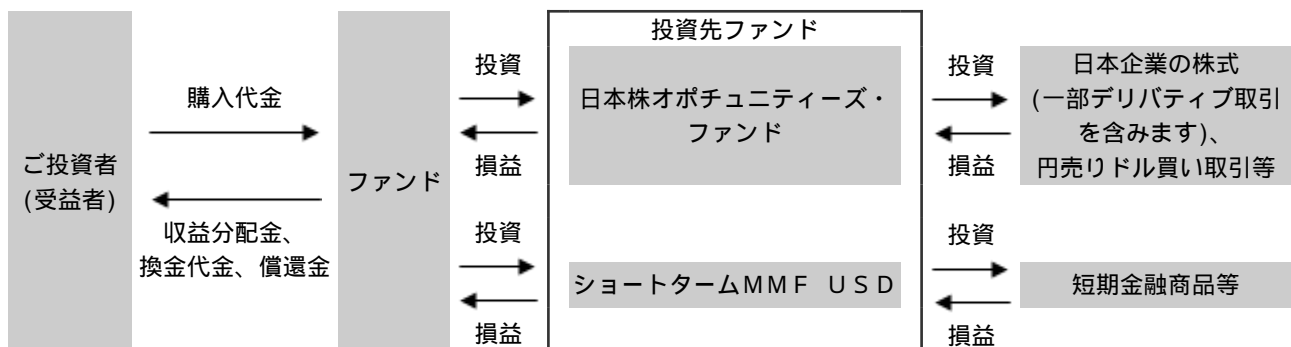 ご投資者
(受益者)
購入代金
収益分配金、
換金代金、償還金
ファンド
投資
損益
投資
損益
投資先ファンド
日本株オポチュニティーズ・
ファンド
ショートタームMMF USD
投資
損益
投資
損益
日本企業の株式
(一部デリバティブ取引
を含みます)、
円売りドル買い取引等
短期金融商品等